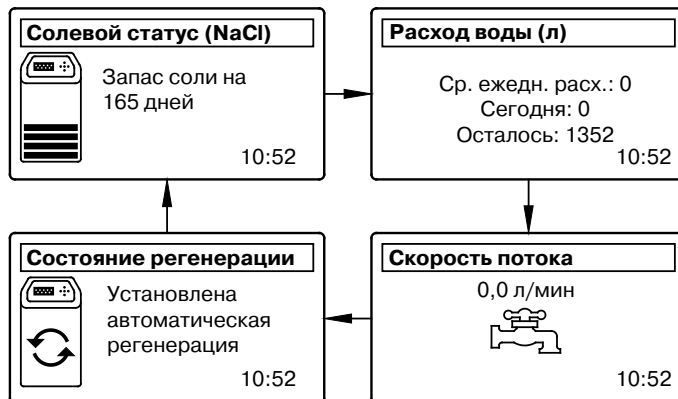 Солевой статус (NaCl)
Запас соли на
165 дней
10:52
Расход воды (л)
Ср. ежедн. расх.: 0
Сегодня: 0
Осталось: 1352
10:52
Состояние регенерации
Установлена
автоматическая
регенерация
10:52
Скорость потока
0,0 л/мин
10:52